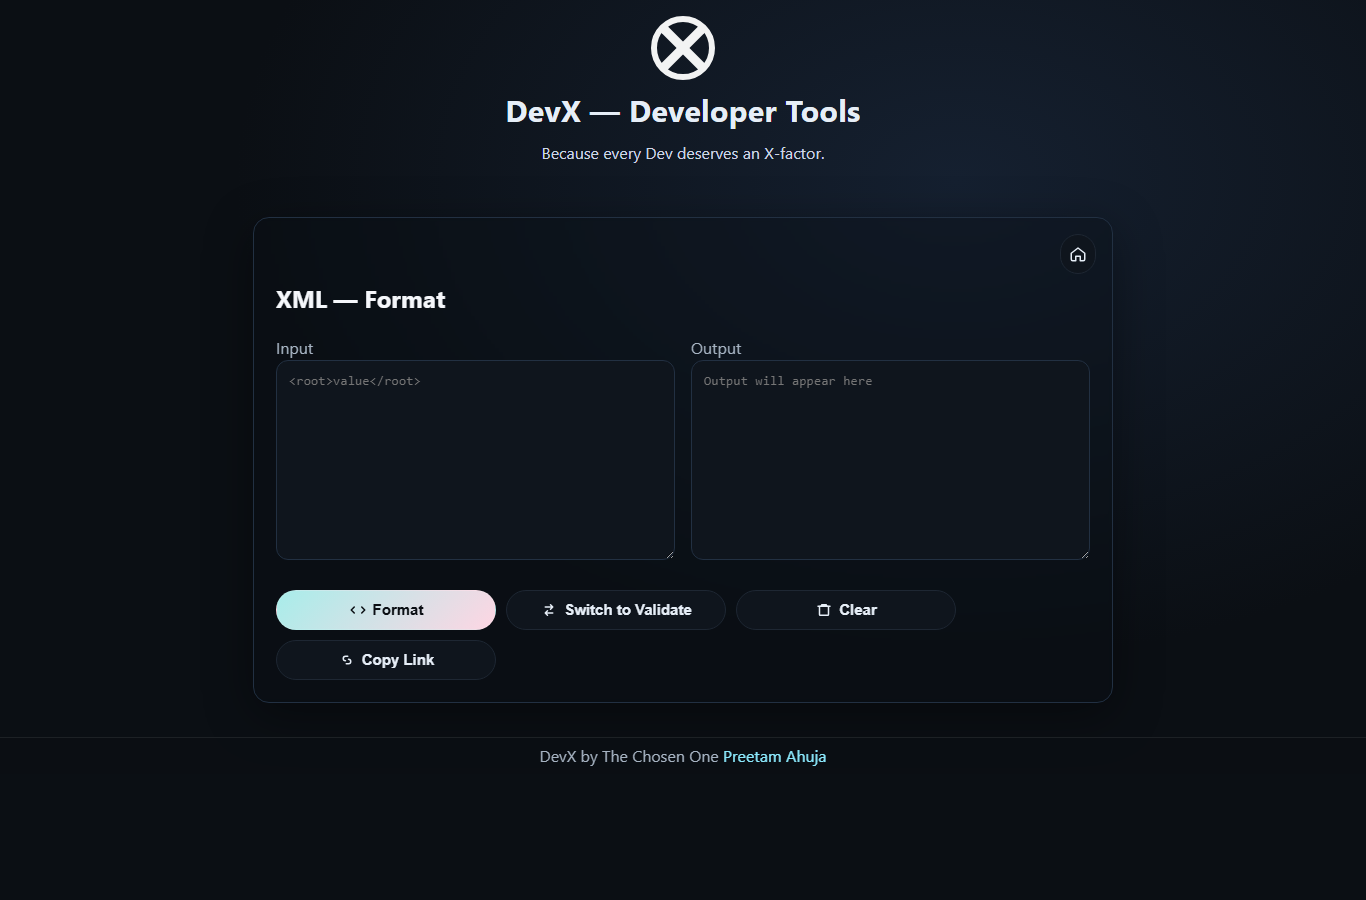 DevX — Developer Tools
Because every Dev deserves an X-factor.
XML — Format
Input
Output
<root>value</root>
Output will appear here
Format
Switch to Validate
Clear
Copy Link
DevX by The Chosen One Preetam Ahuja